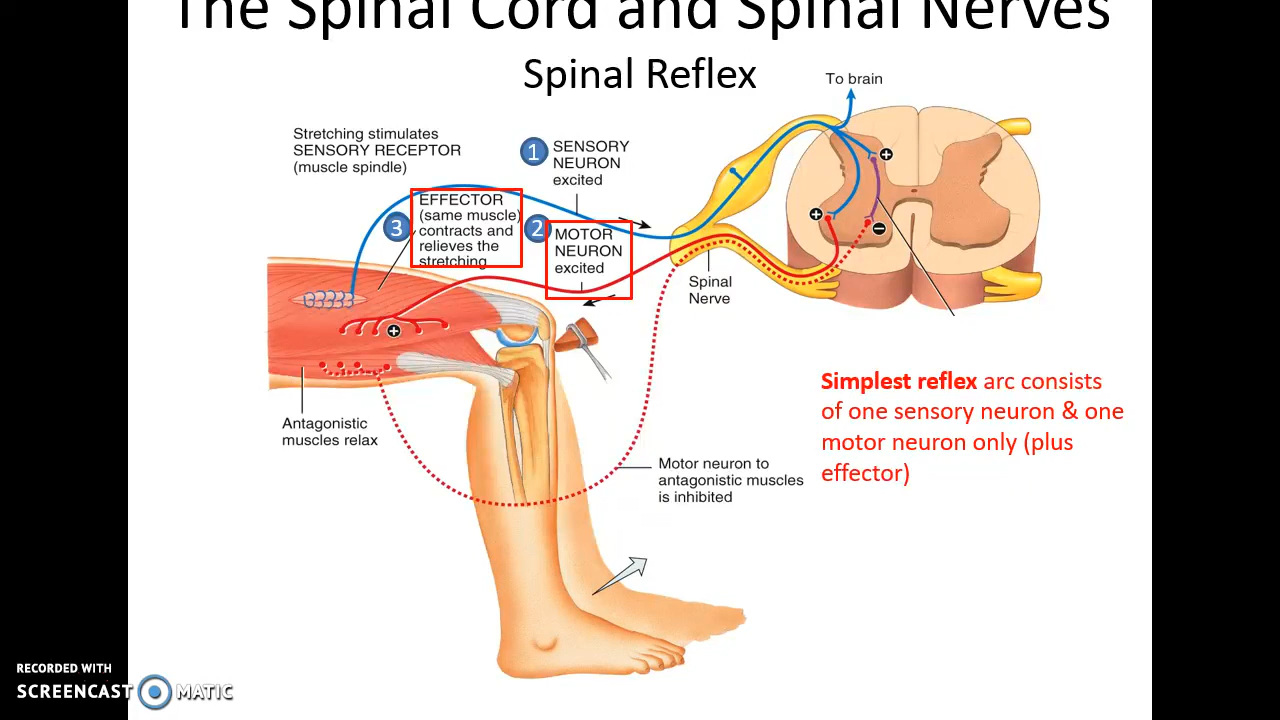 The Spinal Cord and Spinal Nerves
Spinal Reflex
To brain
Stretching stimulates
SENSORY RECEPTOR
(muscle spindle)
1
SENSORY
NEURON
excited
3
EFFECTOR
(same muscle)
contracts and
relieves the
stretching
2
MOTOR
NEURON
excited
Spinal
Nerve
+
+
−
+
Simplest reflex arc consists
of one sensory neuron & one
motor neuron only (plus
effector)
Antagonistic
muscles relax
Motor neuron to
antagonistic muscles
is inhibited
RECORDED WITH
SCREENCAST MATIC